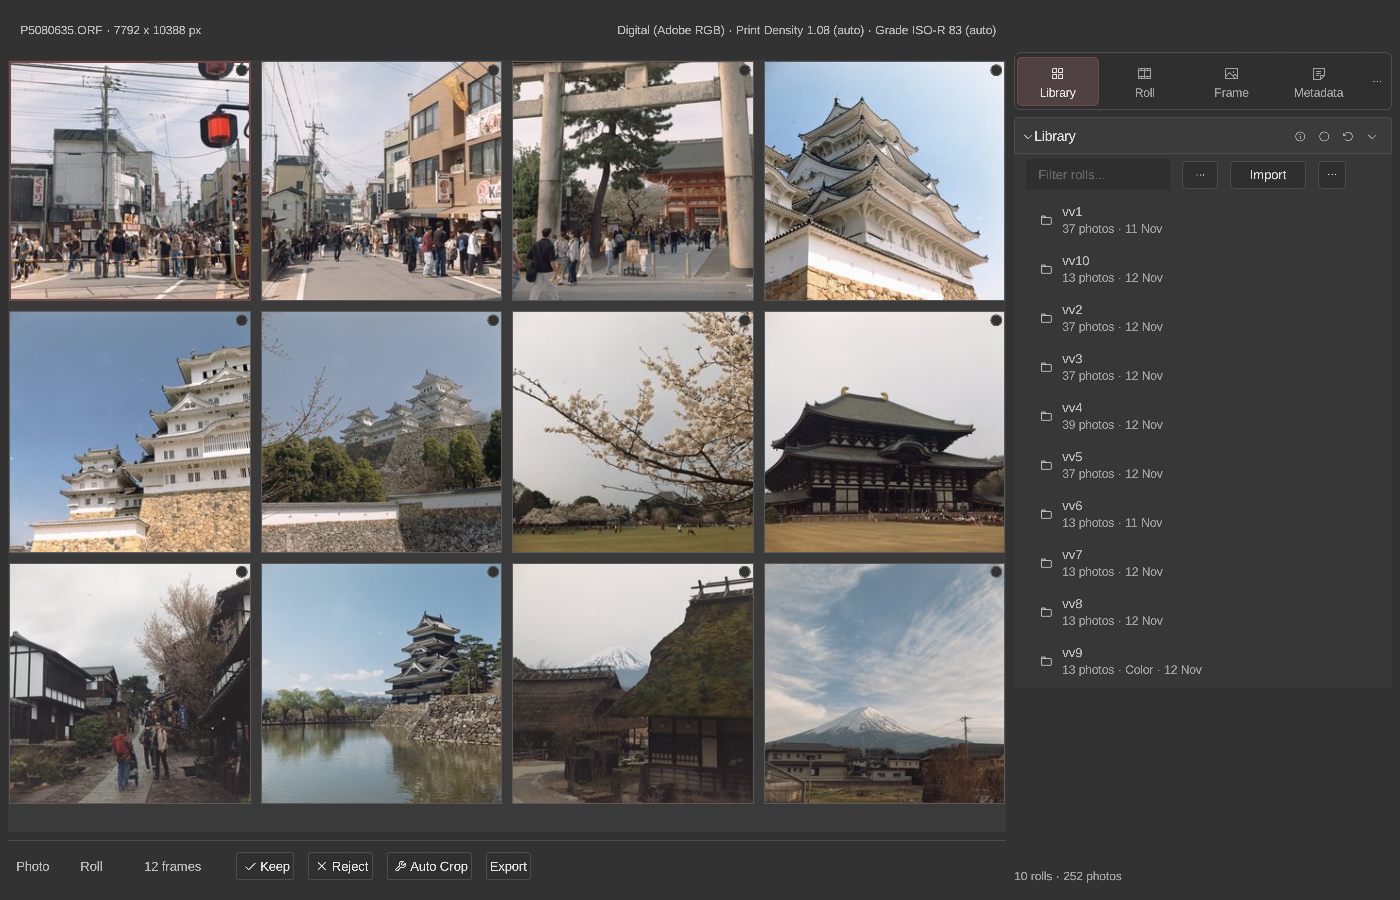 P5080635.ORF · 7792 x 10388 px
Digital (Adobe RGB) · Print Density 1.08 (auto) · Grade ISO-R 83 (auto)
Library
Roll
Frame
Metadata
...
Library
Filter rolls...
...
Import
...
vv1
37 photos · 11 Nov
vv10
13 photos · 12 Nov
vv2
37 photos · 12 Nov
vv3
37 photos · 12 Nov
vv4
39 photos · 12 Nov
vv5
37 photos · 12 Nov
vv6
13 photos · 11 Nov
vv7
13 photos · 12 Nov
vv8
13 photos · 12 Nov
vv9
13 photos · Color · 12 Nov
Photo
Roll
12 frames
Keep
Reject
Auto Crop
Export
10 rolls · 252 photos